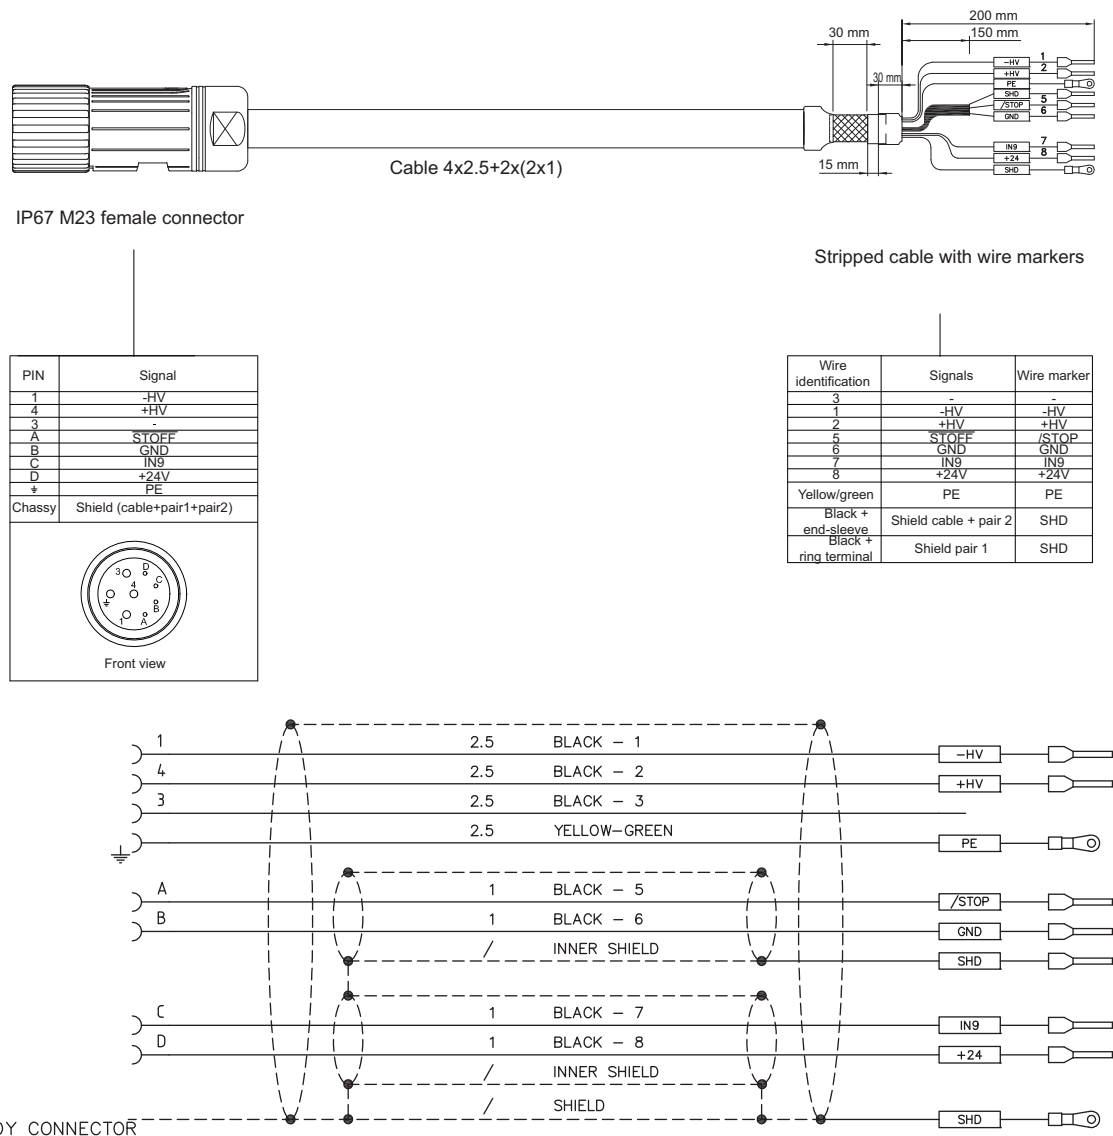 200 mm
30 mm
150 mm
-HV 1
+HV 2
PE
30 mm
SHD
/STOP 5
GND 6
IN9 7
+24 8
SHD
15 mm
Cable 4x2.5+2x(2x1)
IP67 M23 female connector
Stripped cable with wire markers
PIN Signal
1 -HV
4 +HV
3 -
A STOFF
B GND
C IN9
D +24V
⏚ PE
Chassy Shield (cable+pair1+pair2)
3 D
4 C
⏚ B
1 A
Front view
Wire identification Signals Wire marker
3 - -
1 -HV -HV
2 +HV +HV
5 STOFF /STOP
6 GND GND
7 IN9 IN9
8 +24V +24V
Yellow/green PE PE
Black + end-sleeve Shield cable + pair 2 SHD
Black + ring terminal Shield pair 1 SHD
1 2.5 BLACK - 1 -HV
4 2.5 BLACK - 2 +HV
3 2.5 BLACK - 3
2.5 YELLOW-GREEN PE
A 1 BLACK - 5 /STOP
B 1 BLACK - 6 GND
/ INNER SHIELD SHD
C 1 BLACK - 7 IN9
D 1 BLACK - 8 +24
/ INNER SHIELD
/ SHIELD SHD
DY CONNECTOR